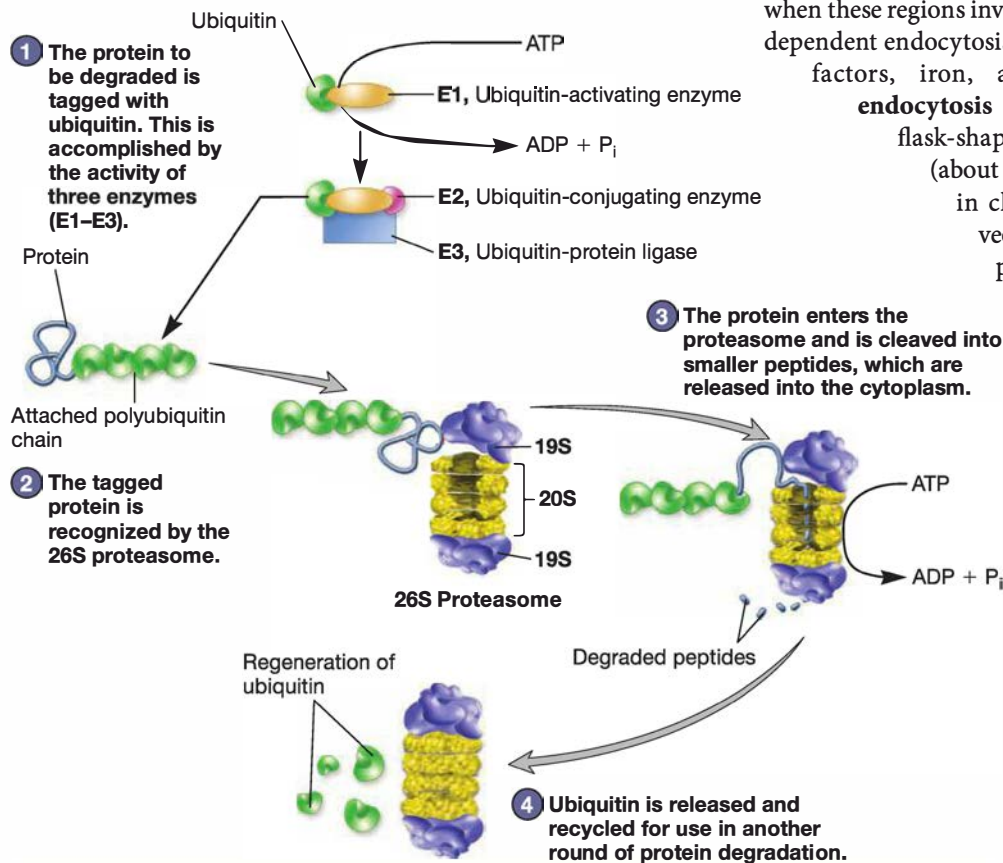 Ubiquitin
1 The protein to
be degraded is
tagged with
ubiquitin. This is
accomplished by
the activity of
three enzymes
(E1–E3).
ATP
E1, Ubiquitin-activating enzyme
ADP + Pi
E2, Ubiquitin-conjugating enzyme
E3, Ubiquitin-protein ligase
when these regions inv
dependent endocytosis
factors, iron, a
endocytosis
flask-shap
(about
in cl
ve
p
Protein
Attached polyubiquitin
chain
2 The tagged
protein is
recognized by the
26S proteasome.
19S
20S
19S
26S Proteasome
3 The protein enters the
proteasome and is cleaved into
smaller peptides, which are
released into the cytoplasm.
ATP
ADP + Pi
Degraded peptides
Regeneration of
ubiquitin
4 Ubiquitin is released and
recycled for use in another
round of protein degradation.